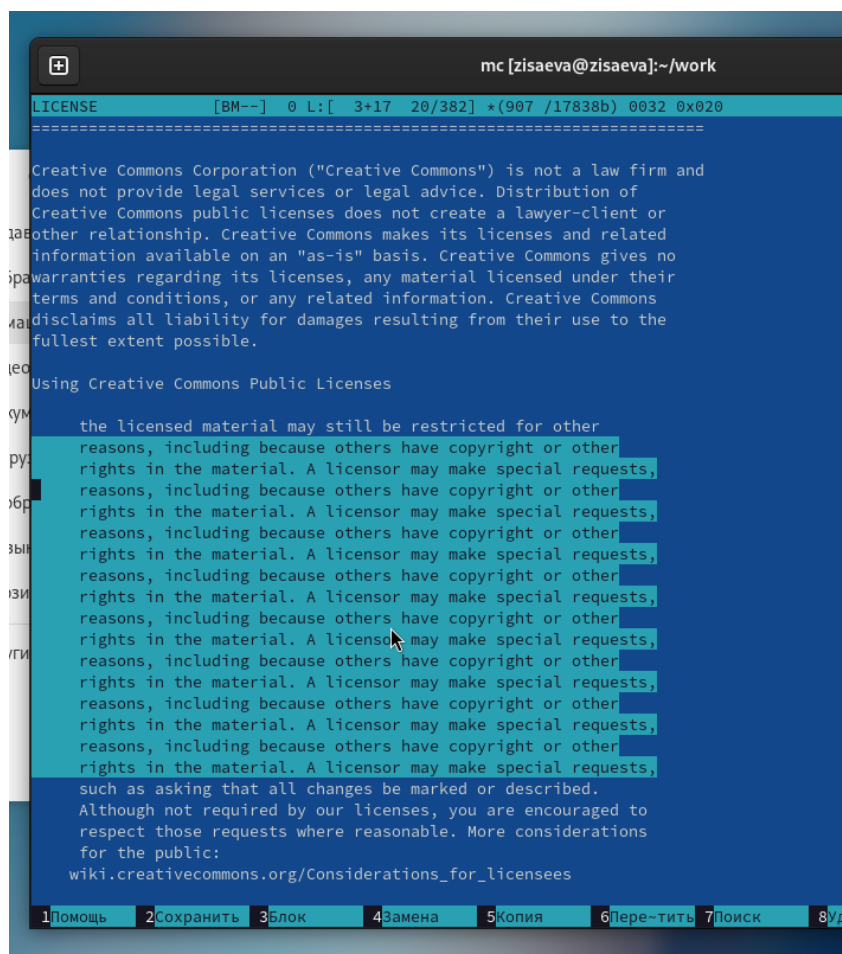 mc [zisaeva@zisaeva]:~/work
LICENSE [BM--] 0 L:[ 3+17 20/382] *(907 /17838b) 0032 0x020
=======================================================================
Creative Commons Corporation ("Creative Commons") is not a law firm and
does not provide legal services or legal advice. Distribution of
Creative Commons public licenses does not create a lawyer-client or
other relationship. Creative Commons makes its licenses and related
information available on an "as-is" basis. Creative Commons gives no
warranties regarding its licenses, any material licensed under their
terms and conditions, or any related information. Creative Commons
disclaims all liability for damages resulting from their use to the
fullest extent possible.
Using Creative Commons Public Licenses
the licensed material may still be restricted for other
reasons, including because others have copyright or other
rights in the material. A licensor may make special requests,
reasons, including because others have copyright or other
rights in the material. A licensor may make special requests,
reasons, including because others have copyright or other
rights in the material. A licensor may make special requests,
reasons, including because others have copyright or other
rights in the material. A licensor may make special requests,
reasons, including because others have copyright or other
rights in the material. A licensor may make special requests,
reasons, including because others have copyright or other
rights in the material. A licensor may make special requests,
reasons, including because others have copyright or other
rights in the material. A licensor may make special requests,
reasons, including because others have copyright or other
rights in the material. A licensor may make special requests,
such as asking that all changes be marked or described.
Although not required by our licenses, you are encouraged to
respect those requests where reasonable. More considerations
for the public:
wiki.creativecommons.org/Considerations_for_licensees
1Помощь 2Сохранить 3Блок 4Замена 5Копия 6Пере~тить 7Поиск 8